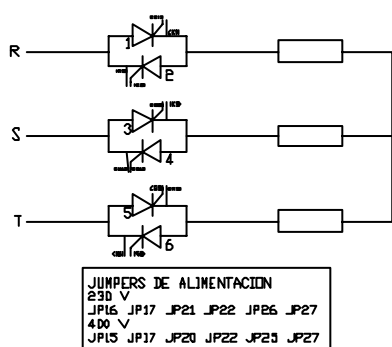 R
1
2
S
3
4
T
5
6
JUMPERS DE ALIMENTACION
230 V
JP16 JP17 JP21 JP22 JP26 JP27
400 V
JP15 JP17 JP20 JP22 JP25 JP27